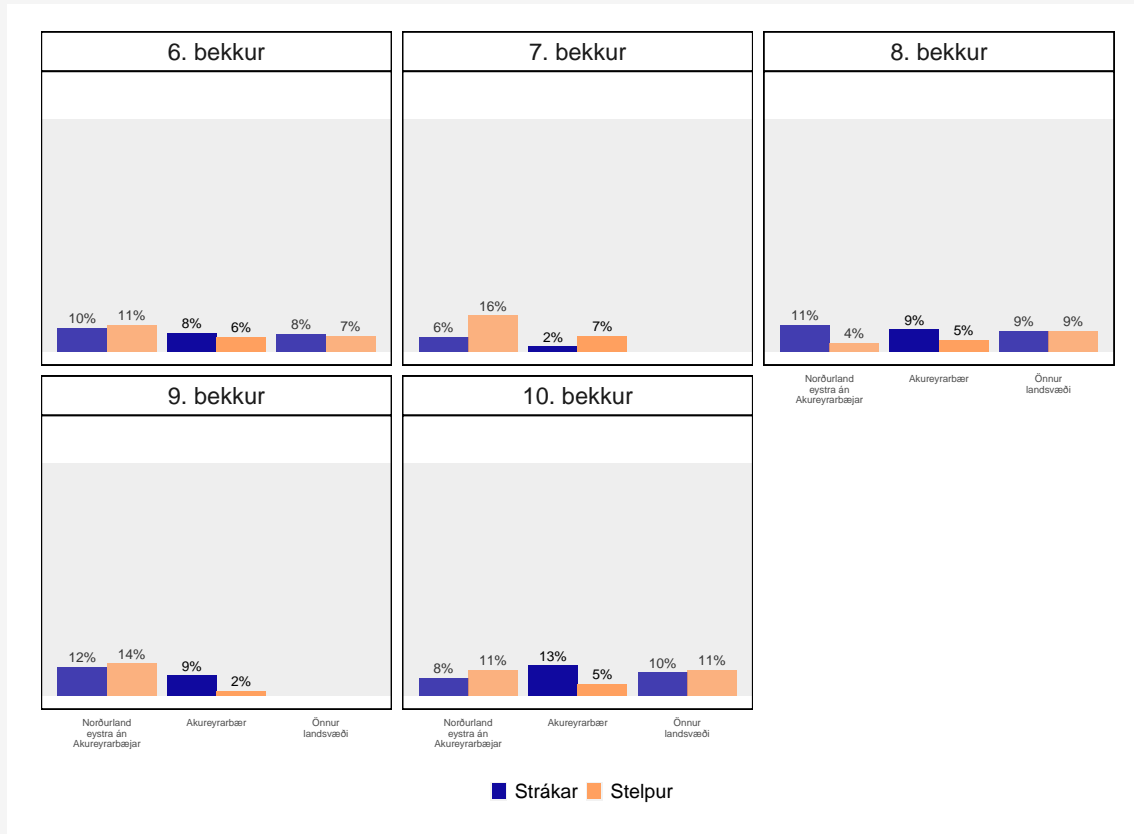 6. bekkur
10%
11%
8%
6%
8%
7%
7. bekkur
6%
16%
2%
7%
8. bekkur
11%
4%
9%
5%
9%
9%
Norðurland
eystra án
Akureyrarbæjar
Akureyrarbær
Önnur
landsvæði
9. bekkur
12%
14%
9%
2%
Norðurland
eystra án
Akureyrarbæjar
Akureyrarbær
Önnur
landsvæði
10. bekkur
8%
11%
13%
5%
10%
11%
Norðurland
eystra án
Akureyrarbæjar
Akureyrarbær
Önnur
landsvæði
Strákar Stelpur